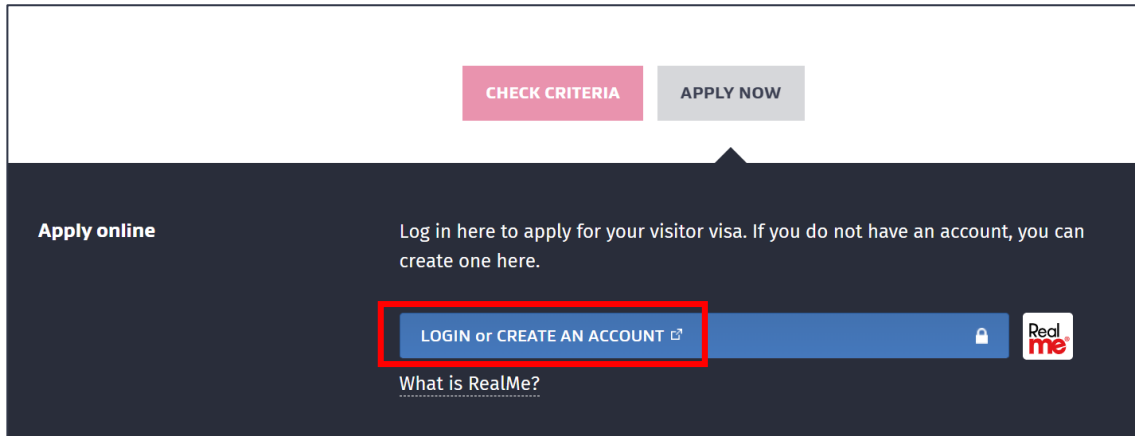 CHECK CRITERIA
APPLY NOW
Apply online
Log in here to apply for your visitor visa. If you do not have an account, you can
create one here.
LOGIN or CREATE AN ACCOUNT
Real
me
What is RealMe?